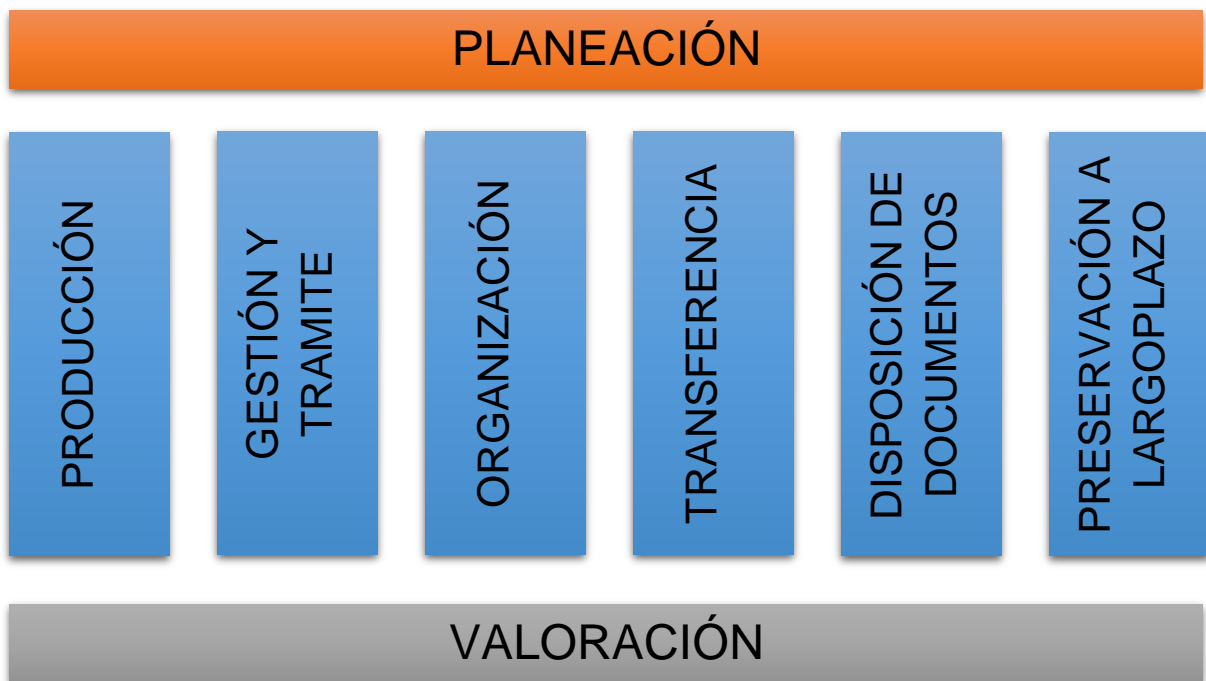 PLANEACIÓN
PRODUCCIÓN
GESTIÓN Y
TRAMITE
ORGANIZACIÓN
TRANSFERENCIA
DISPOSICIÓN DE
DOCUMENTOS
PRESERVACIÓN A
LARGOPLAZO
VALORACIÓN